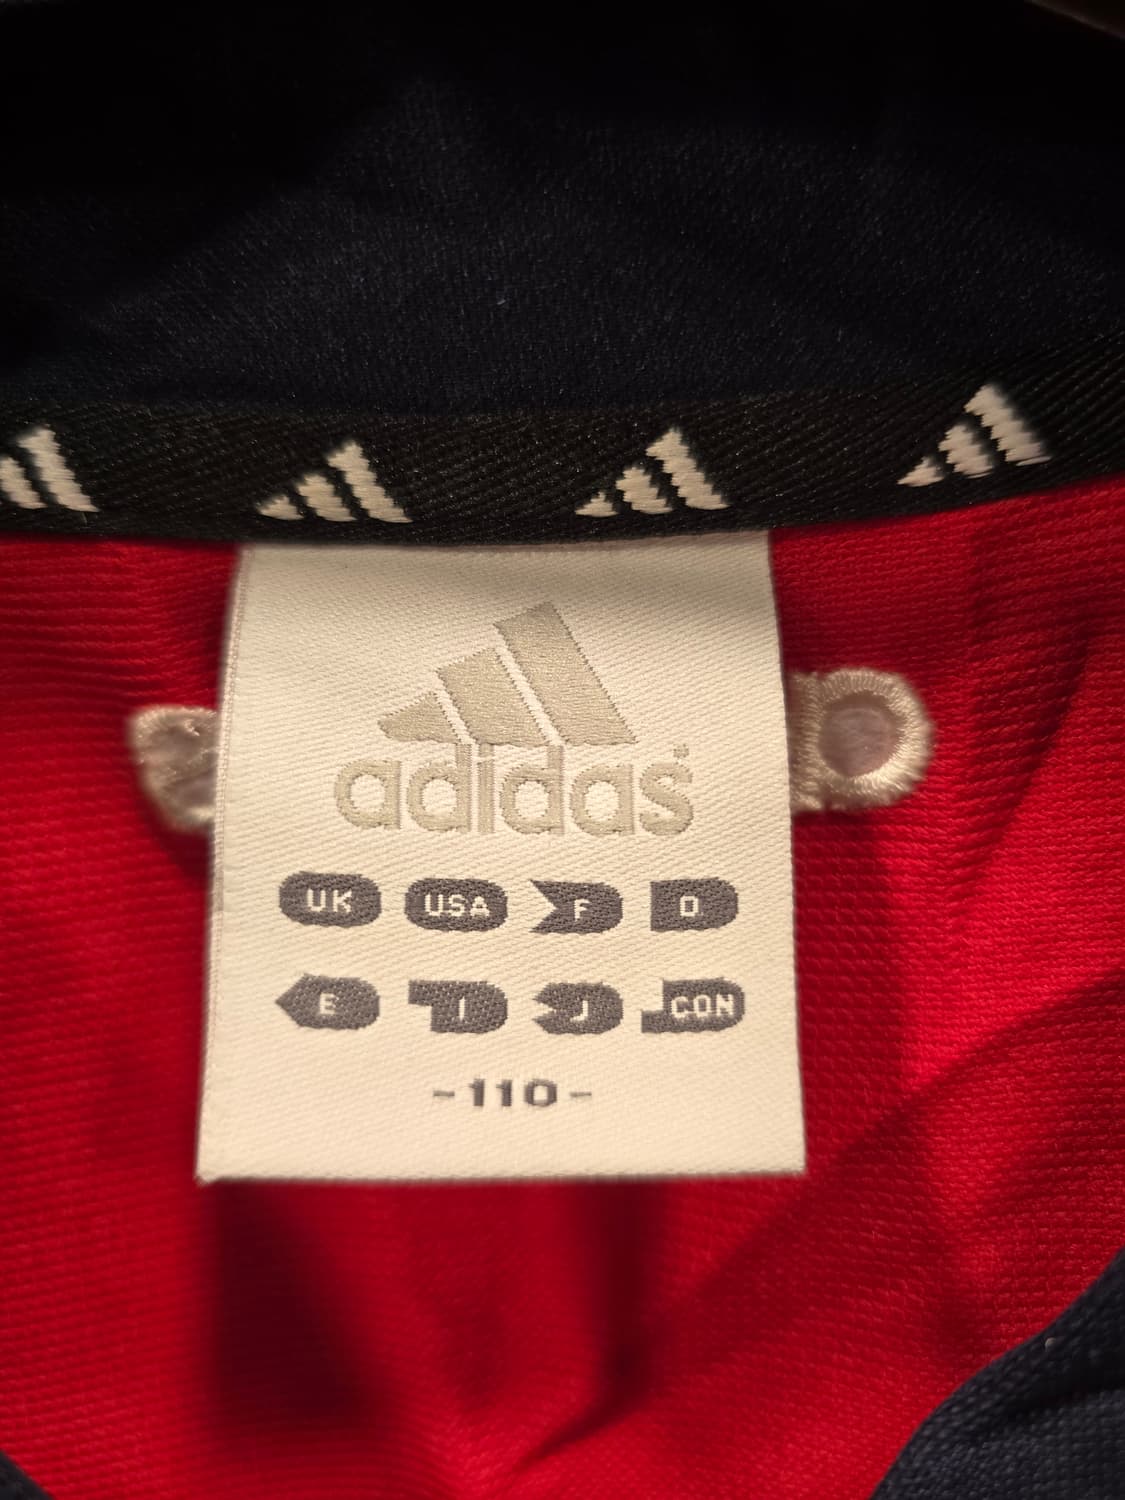 adidas
UK USA F D
E I J CON
-110-